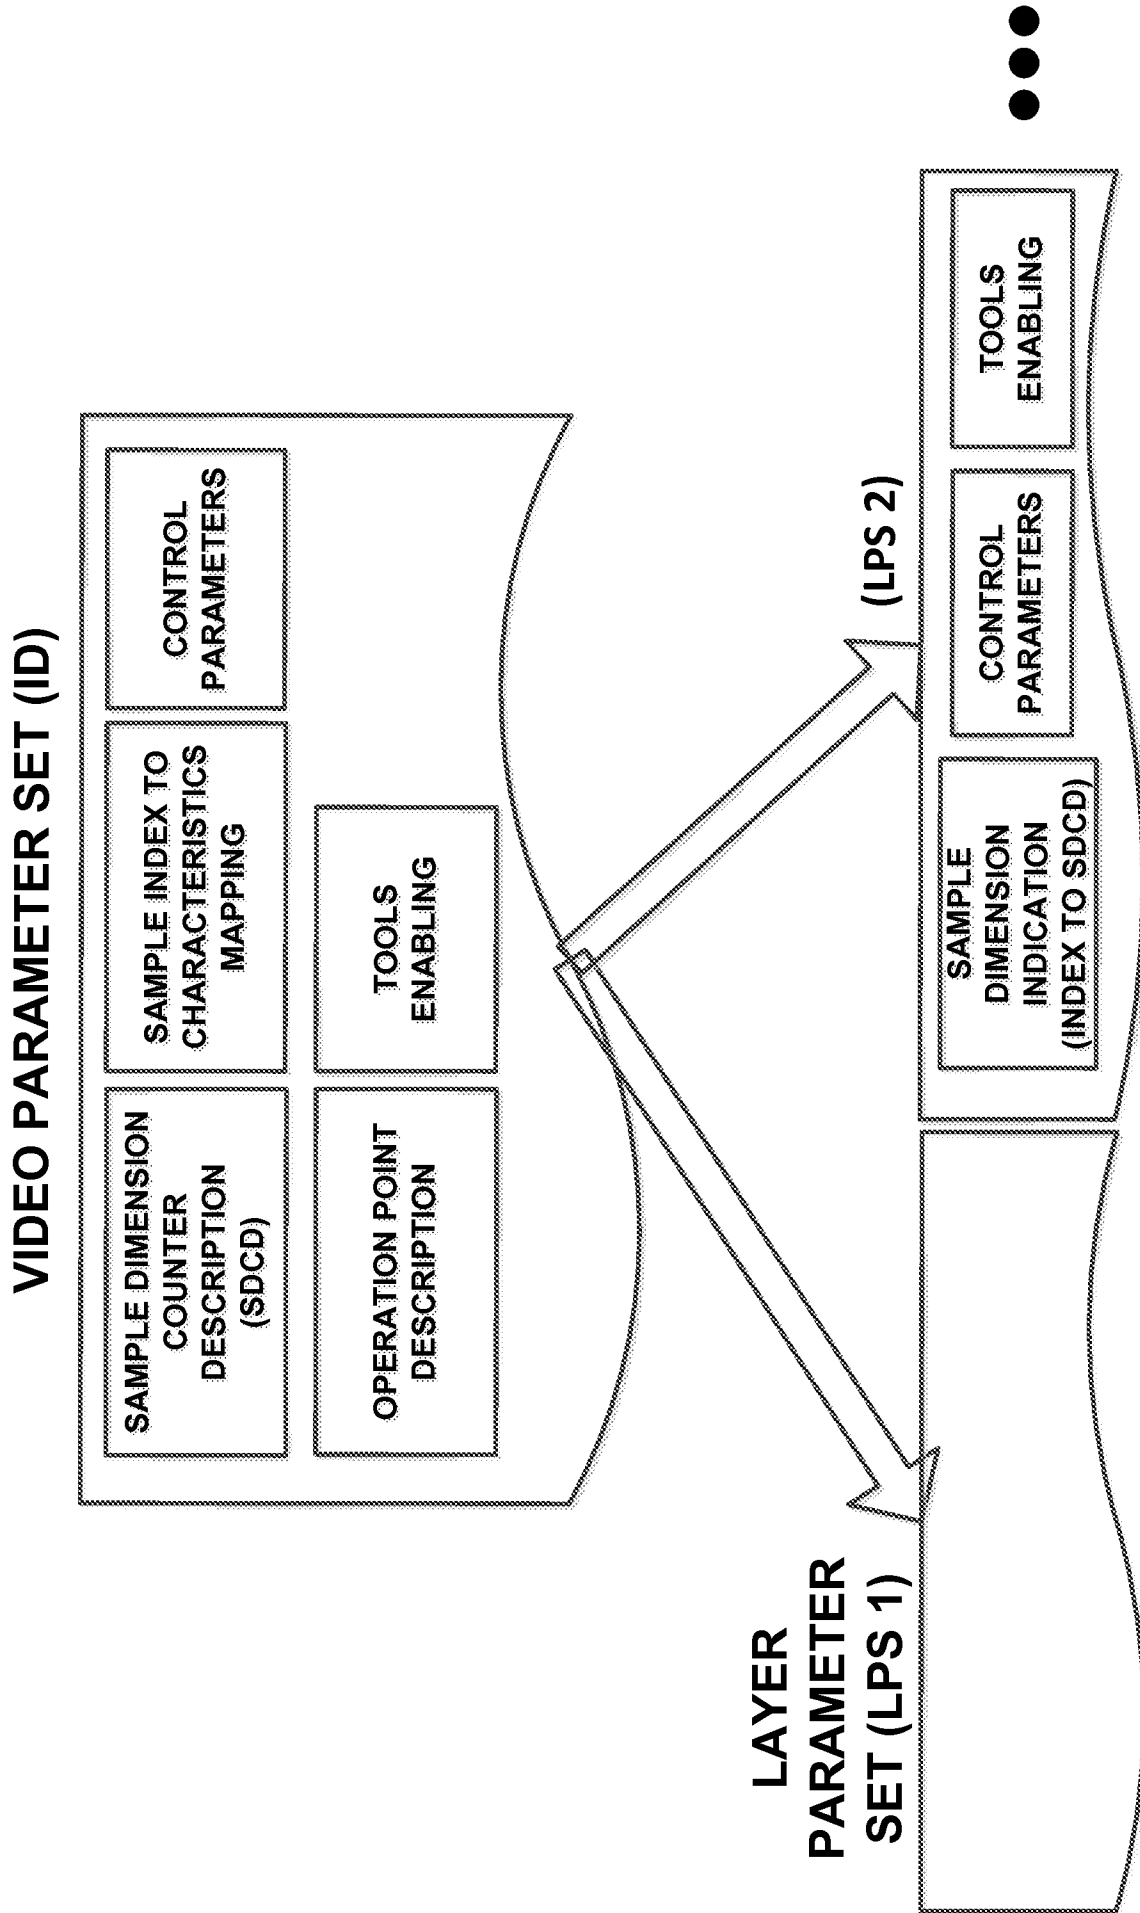 VIDEO PARAMETER SET (ID)
SAMPLE DIMENSION
COUNTER
DESCRIPTION
(SDCD)
SAMPLE INDEX TO
CHARACTERISTICS
MAPPING
CONTROL
PARAMETERS
OPERATION POINT
DESCRIPTION
TOOLS
ENABLING
LAYER
PARAMETER
SET (LPS 1)
(LPS 2)
SAMPLE
DIMENSION
INDICATION
(INDEX TO SDCD)
CONTROL
PARAMETERS
TOOLS
ENABLING